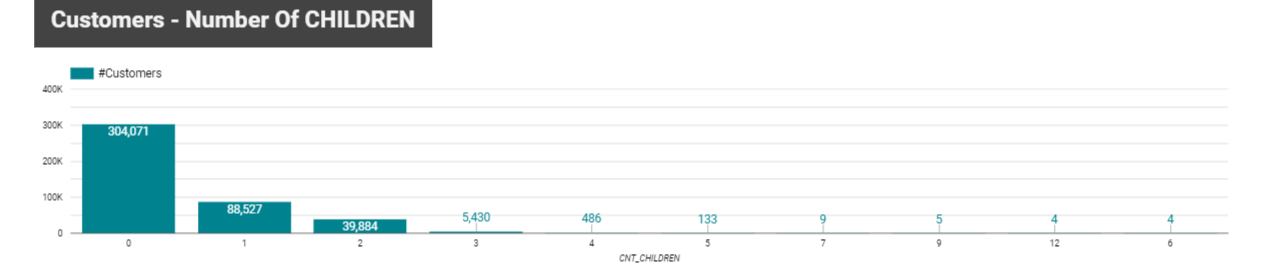 Customers - Number Of CHILDREN
#Customers
400K
300K
200K
100K
0
304,071
88,527
39,884
5,430
486
133
9
5
4
4
0 1 2 3 4 5 7 9 12 6
CNT_CHILDREN